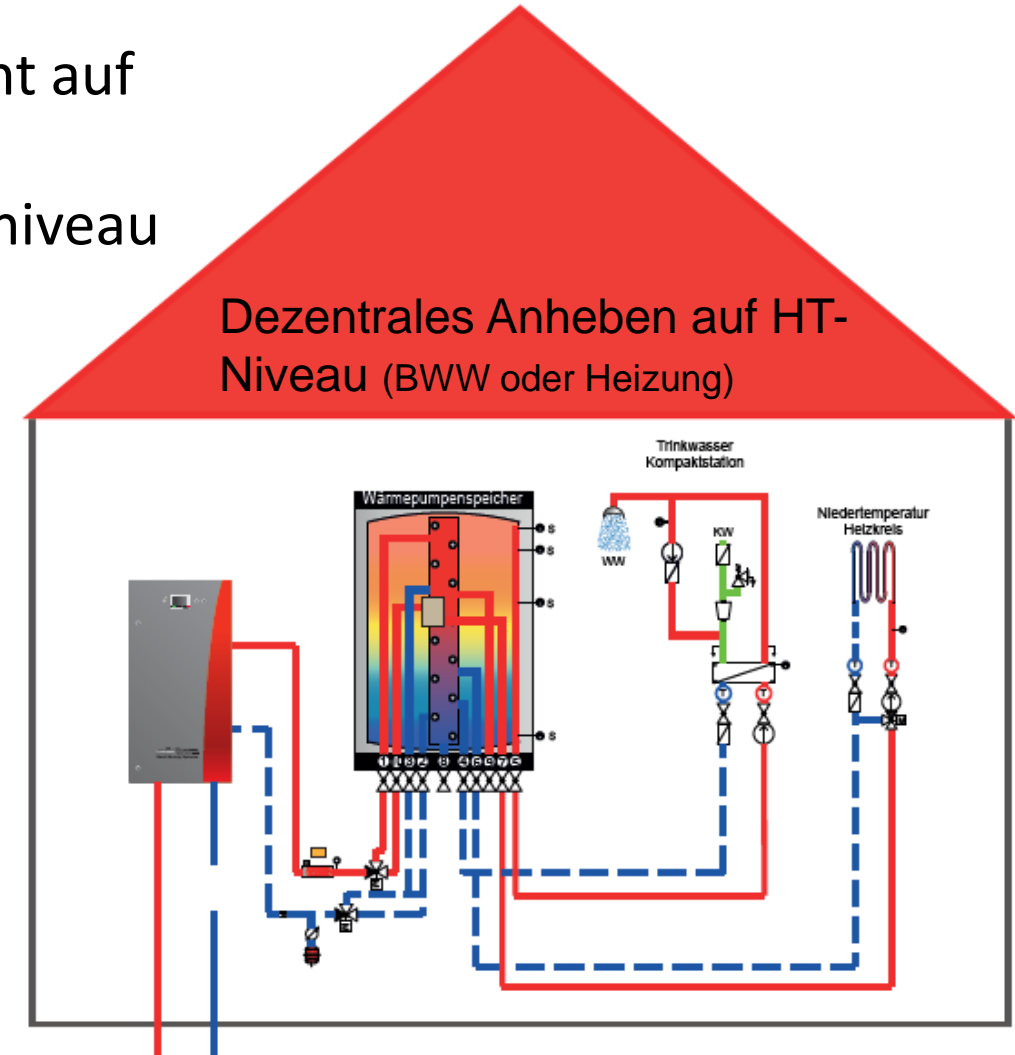 nt auf
niveau
Dezentrales Anheben auf HT-
Niveau (BWW oder Heizung)
Trinkwasser
Kompaktstation
Wärmepumpenspeicher
Niedertemperatur
Heizkreis
KW
WW
S
S
S
S
T
T
T
T
M